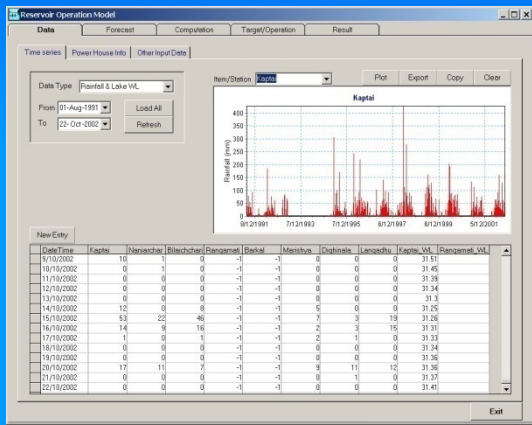 Reservoir Operation Model
Data Forecast Computation Target/Operation Result
Time series Power House Info Other Input Data
Data Type Rainfall & Lake WL
From 01-Aug-1991 Load All
To 22-Oct-2002 Refresh
Item/Station Kaptai Plot Export Copy Clear
Kaptai
Rainfall (mm)
400
350
300
250
200
150
100
50
0
8/12/1991 7/12/1993 7/12/1995 6/12/1997 6/12/1999 5/12/2001
New Entry
DateTime Kaptai Naniarchar Bilaichchari Rangamati Barkal Marishya Dighinala Langadhu Kaptai_WL Rangamati_WL
9/10/2002 10 1 0 -1 -1 0 0 0 31.51
10/10/2002 0 1 0 -1 -1 0 0 0 31.45
11/10/2002 0 0 0 -1 -1 0 0 0 31.39
12/10/2002 0 0 0 -1 -1 0 0 0 31.34
13/10/2002 0 0 0 -1 -1 0 0 0 31.3
14/10/2002 12 0 8 -1 -1 5 0 0 31.25
15/10/2002 53 22 46 -1 -1 7 3 19 31.26
16/10/2002 14 9 16 -1 -1 2 3 15 31.31
17/10/2002 1 0 1 -1 -1 2 1 0 31.33
18/10/2002 0 0 0 -1 -1 0 0 0 31.34
19/10/2002 0 0 0 -1 -1 0 0 0 31.36
20/10/2002 17 11 7 -1 -1 9 11 12 31.36
21/10/2002 0 0 0 -1 -1 0 1 0 31.37
22/10/2002 0 0 0 -1 -1 0 0 0 31.41
Exit